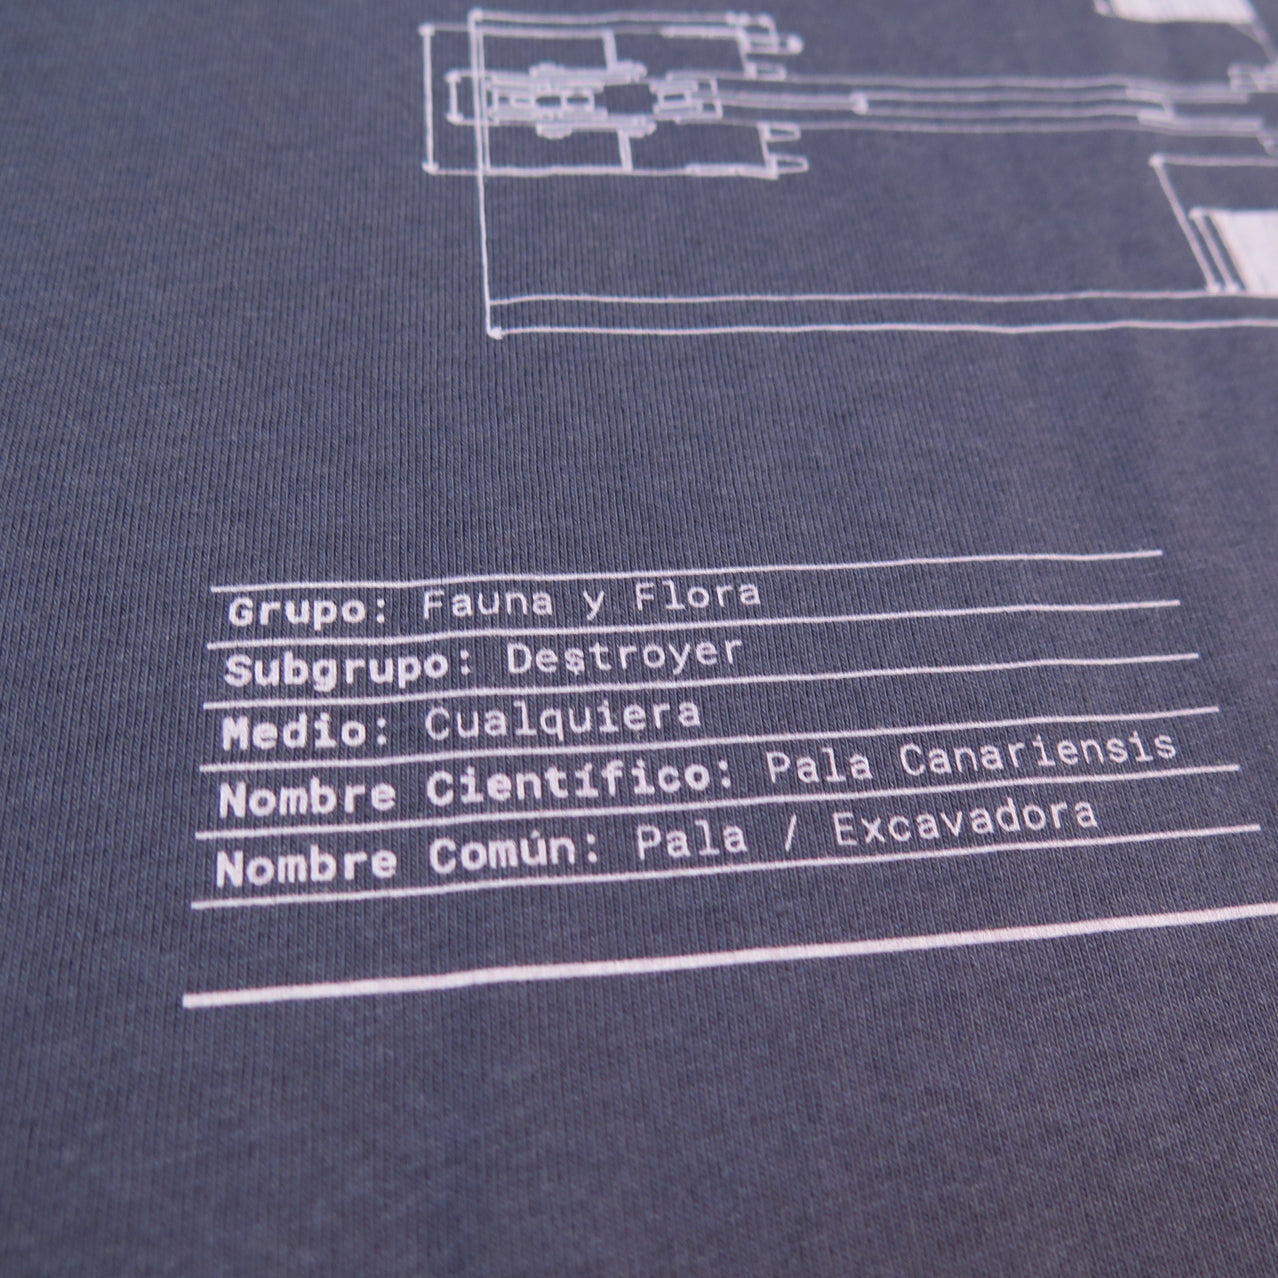 Grupo: Fauna y Flora
Subgrupo: Destroyer
Medio: Cualquiera
Nombre Científico: Pala Canariensis
Nombre Común: Pala / Excavadora